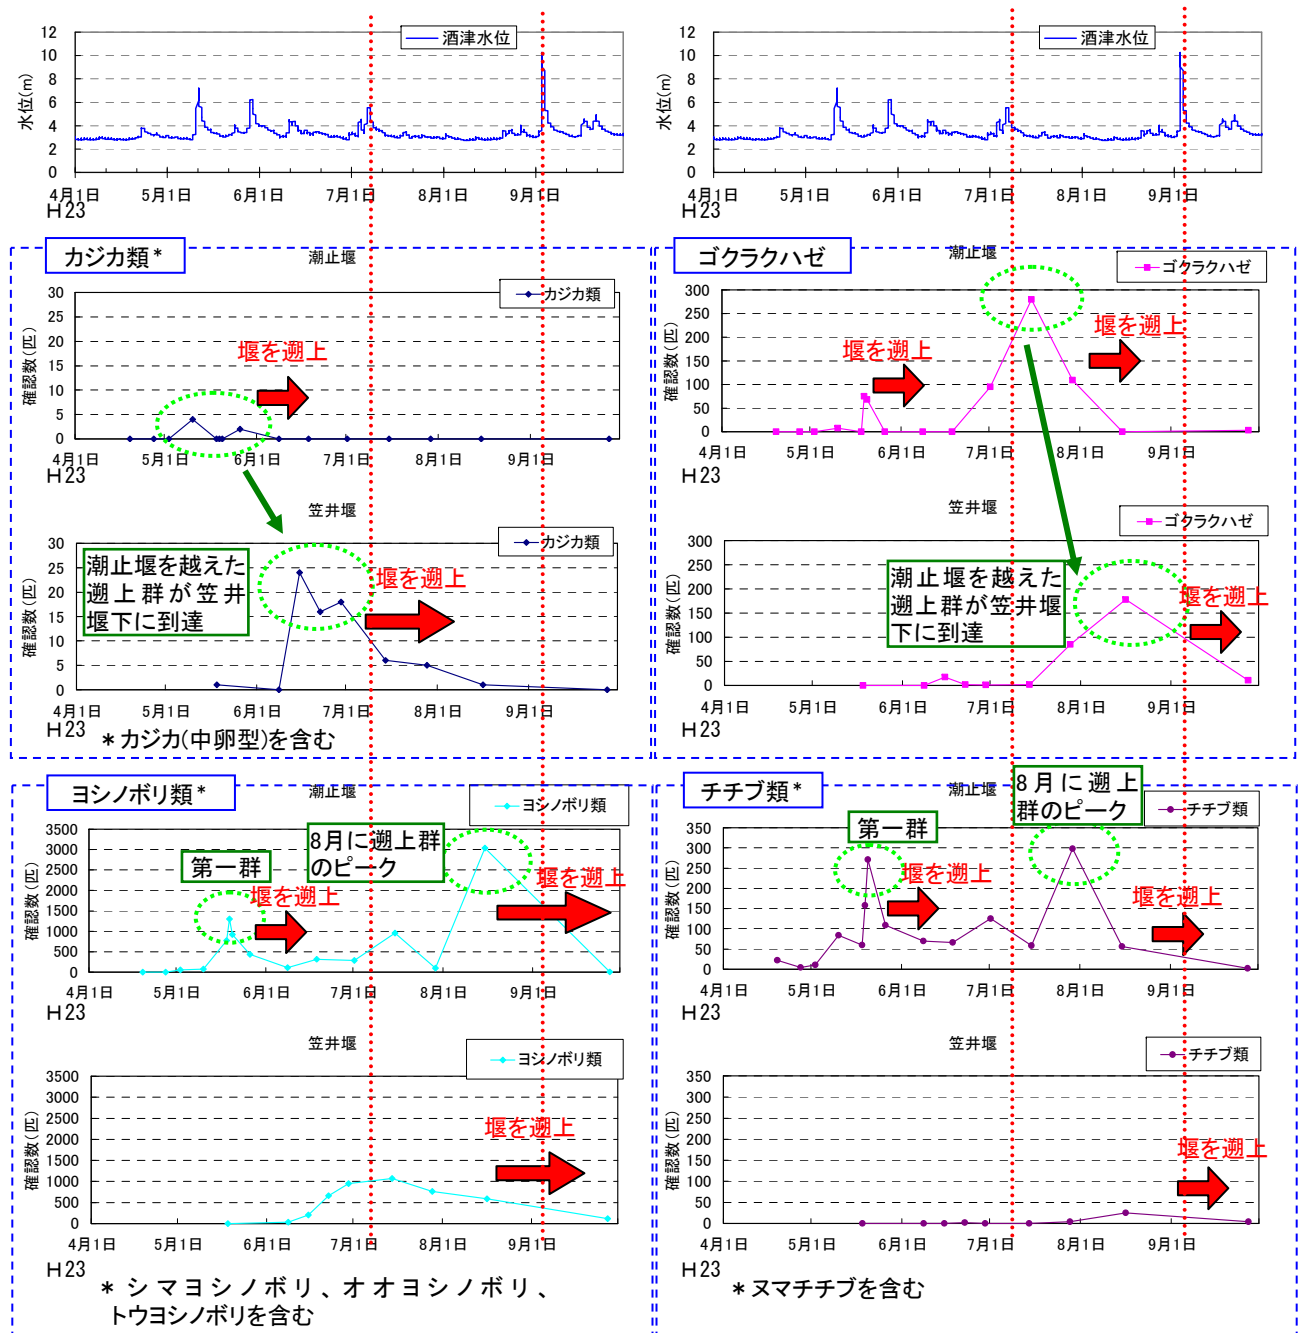 酒津水位
水位(m)
12
10
8
6
4
2
0
4月1日 5月1日 6月1日 7月1日 8月1日 9月1日
H23
酒津水位
水位(m)
12
10
8
6
4
2
0
4月1日 5月1日 6月1日 7月1日 8月1日 9月1日
H23
カジカ類*
潮止堰
カジカ類
確認数(匹)
30
25
20
15
10
5
0
堰を遡上
4月1日 5月1日 6月1日 7月1日 8月1日 9月1日
H23
笠井堰
カジカ類
確認数(匹)
30
25
20
15
10
5
0
潮止堰を越えた
遡上群が笠井
堰下に到達
堰を遡上
4月1日 5月1日 6月1日 7月1日 8月1日 9月1日
H23
*カジカ(中卵型)を含む
ゴクラクハゼ
潮止堰
ゴクラクハゼ
確認数(匹)
300
250
200
150
100
50
0
堰を遡上
堰を遡上
4月1日 5月1日 6月1日 7月1日 8月1日 9月1日
H23
笠井堰
ゴクラクハゼ
確認数(匹)
300
250
200
150
100
50
0
潮止堰を越えた
遡上群が笠井堰
下に到達
堰を遡上
4月1日 5月1日 6月1日 7月1日 8月1日 9月1日
H23
ヨシノボリ類*
潮止堰
ヨシノボリ類
確認数(匹)
3500
3000
2500
2000
1500
1000
500
0
第一群
堰を遡上
8月に遡上群
のピーク
堰を遡上
4月1日 5月1日 6月1日 7月1日 8月1日 9月1日
H23
笠井堰
ヨシノボリ類
確認数(匹)
3500
3000
2500
2000
1500
1000
500
0
堰を遡上
4月1日 5月1日 6月1日 7月1日 8月1日 9月1日
H23
* シマヨシノボリ、オオヨシノボリ、
トウヨシノボリを含む
チチブ類*
潮止堰
チチブ類
確認数(匹)
350
300
250
200
150
100
50
0
第一群
堰を遡上
8月に遡上
群のピーク
堰を遡上
4月1日 5月1日 6月1日 7月1日 8月1日 9月1日
H23
笠井堰
チチブ類
確認数(匹)
350
300
250
200
150
100
50
0
堰を遡上
4月1日 5月1日 6月1日 7月1日 8月1日 9月1日
H23
*ヌマチチブを含む